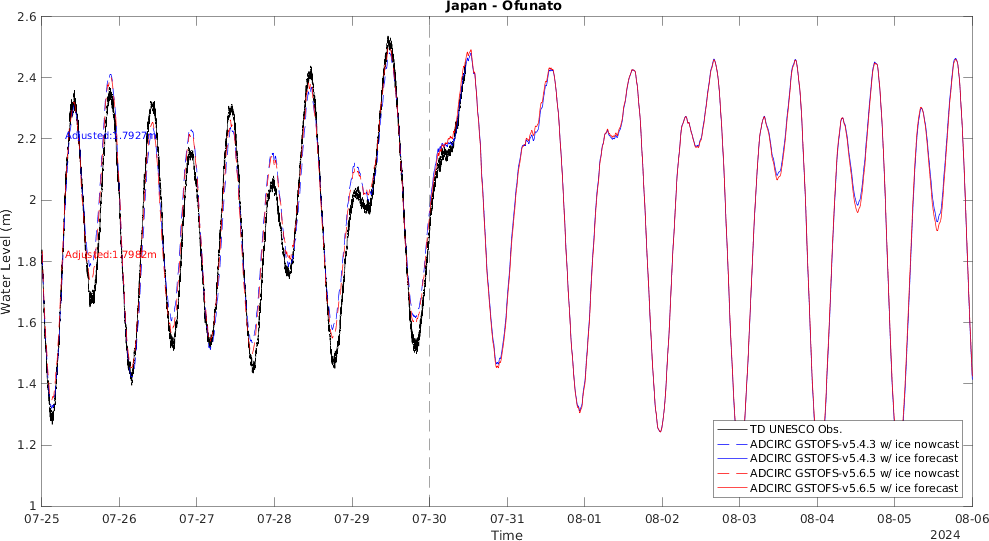 Japan - Ofunato
2.6
2.4
2.2
2
1.8
1.6
1.4
1.2
1
Water Level (m)
Adjusted:1.7927m
Adjusted:1.7982m
TD UNESCO Obs.
ADCIRC GSTOFS-v5.4.3 w/ ice nowcast
ADCIRC GSTOFS-v5.4.3 w/ ice forecast
ADCIRC GSTOFS-v5.6.5 w/ ice nowcast
ADCIRC GSTOFS-v5.6.5 w/ ice forecast
07-25 07-26 07-27 07-28 07-29 07-30 07-31 08-01 08-02 08-03 08-04 08-05 08-06
Time
2024